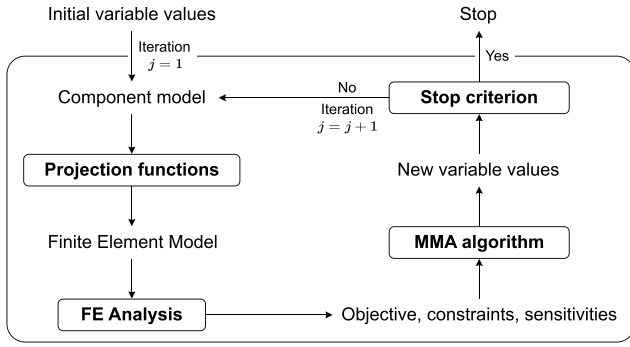 Initial variable values
Stop
Iteration
j = 1
Yes
Component model
No
Iteration
j = j + 1
Stop criterion
Projection functions
New variable values
Finite Element Model
MMA algorithm
FE Analysis
Objective, constraints, sensitivities